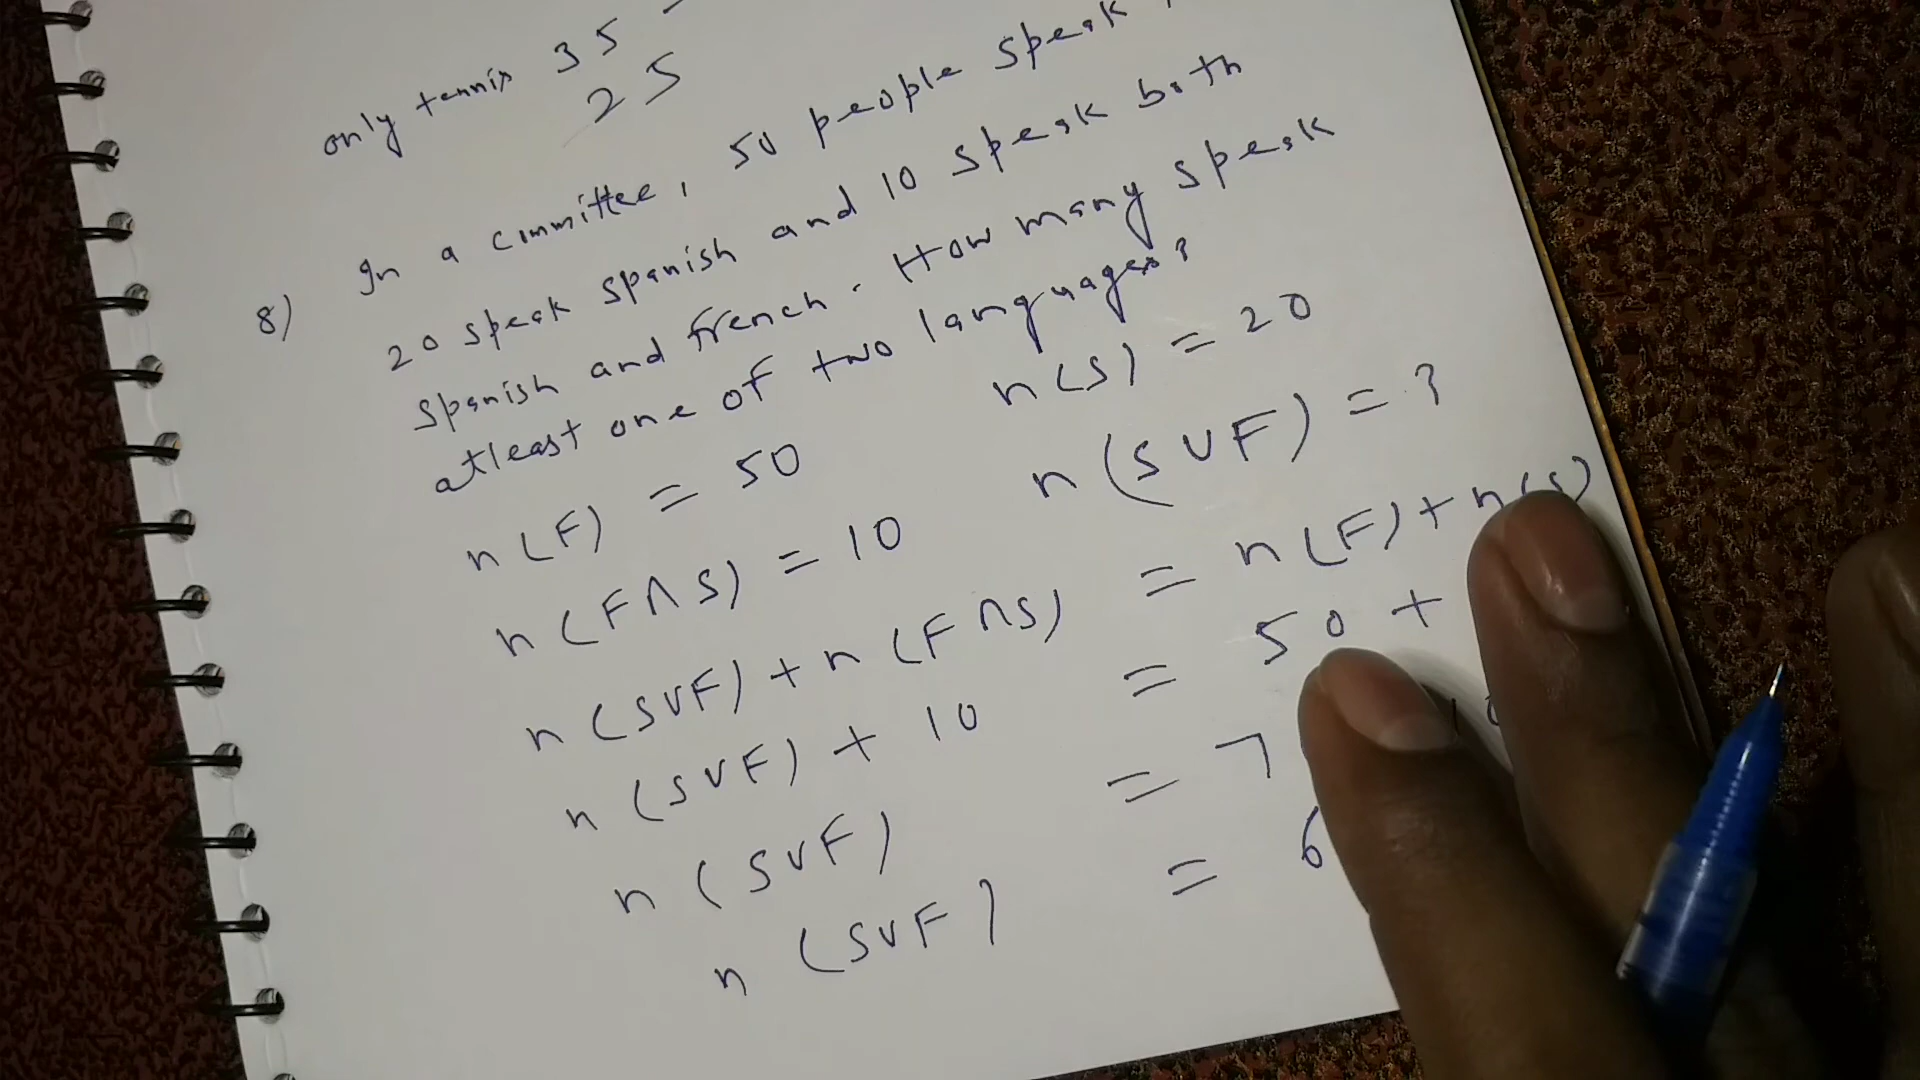 only tennis 35 -
25
8) In a committee, 50 people speak
20 speak spanish and 10 speak both
Spanish and french. How many speak
atleast one of two languages?
n(F) = 50 n(S) = 20
n(F∩S) = 10 n(S∪F) = ?
n(S∪F) + n(F∩S) = n(F) + n(S)
n(S∪F) + 10 = 50 +
n(S∪F) = 7
n(S∪F) = 6